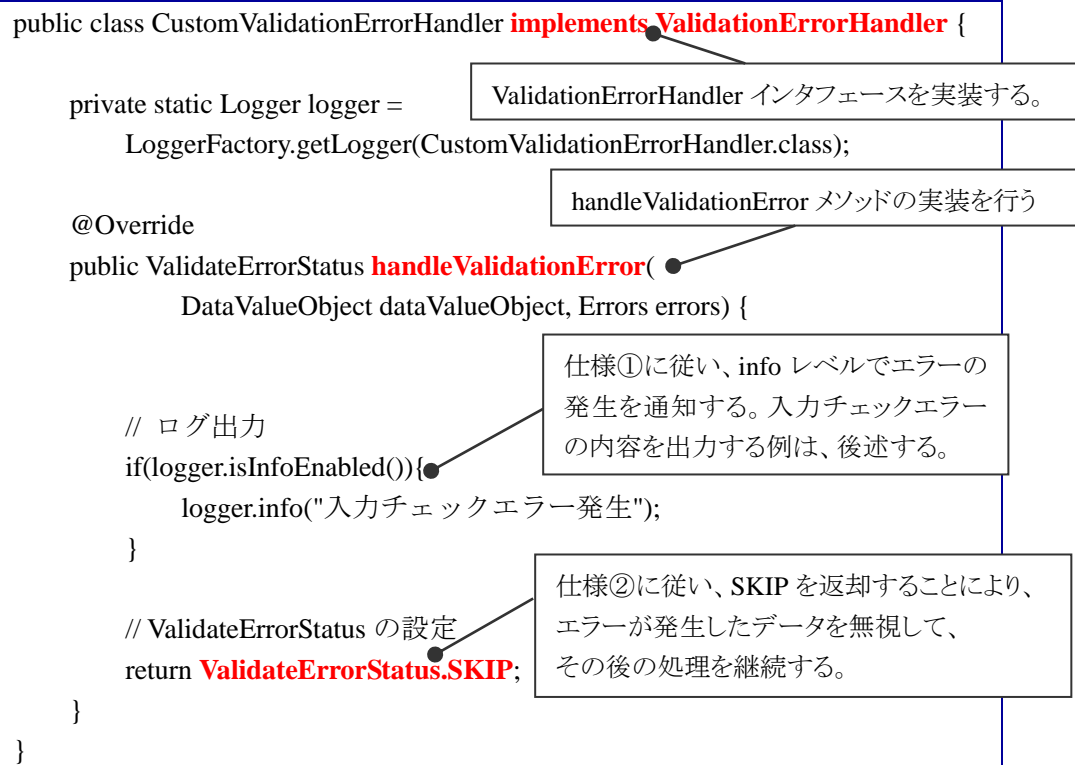 public class CustomValidationErrorHandler implements ValidationErrorHandler {
ValidationErrorHandler インタフェースを実装する。
private static Logger logger =
LoggerFactory.getLogger(CustomValidationErrorHandler.class);
handleValidationError メソッドの実装を行う
@Override
public ValidateErrorStatus handleValidationError(
DataValueObject dataValueObject, Errors errors) {
仕様①に従い、info レベルでエラーの
発生を通知する。入力チェックエラー
の内容を出力する例は、後述する。
// ログ出力
if(logger.isInfoEnabled()){
logger.info("入力チェックエラー発生");
}
仕様②に従い、SKIP を返却することにより、
エラーが発生したデータを無視して、
その後の処理を継続する。
// ValidateErrorStatus の設定
return ValidateErrorStatus.SKIP;
}
}